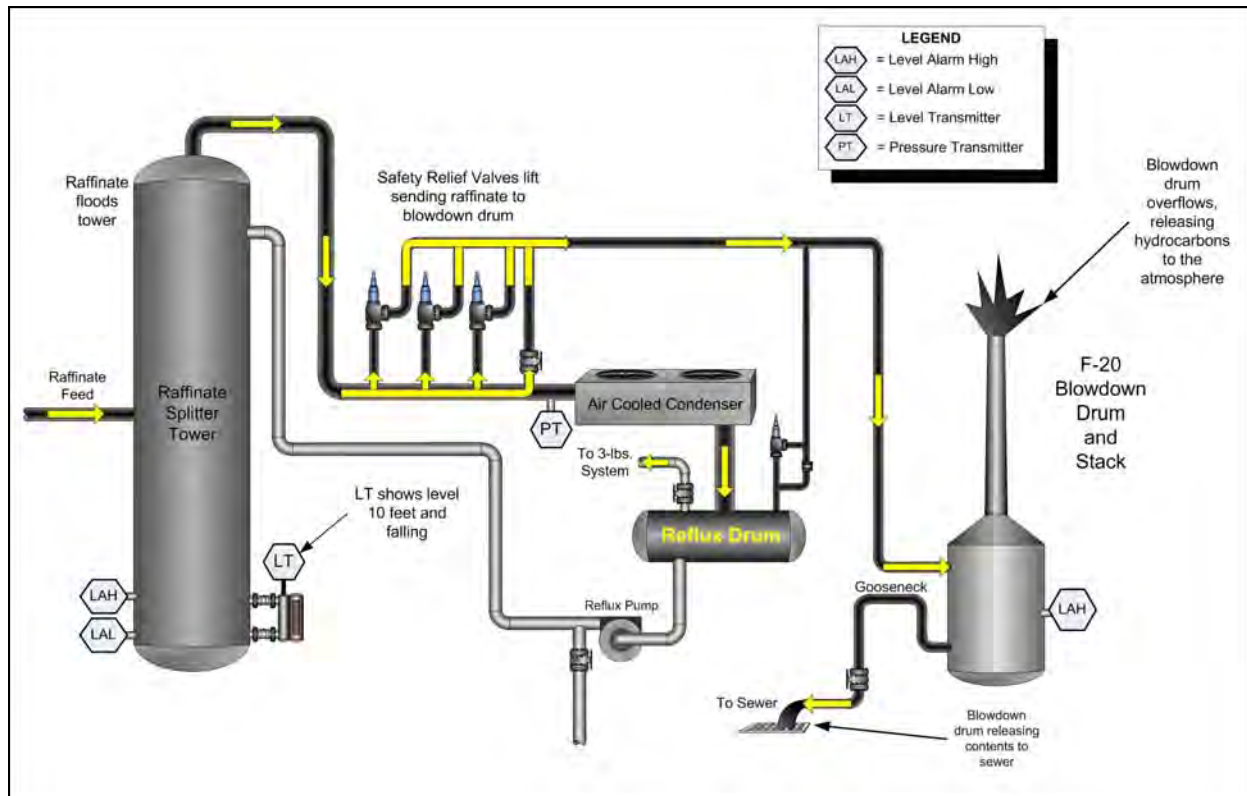 LEGEND
LAH = Level Alarm High
LAL = Level Alarm Low
LT = Level Transmitter
PT = Pressure Transmitter
Raffinate
floods
tower
Safety Relief Valves lift
sending raffinate to
blowdown drum
Blowdown
drum
overflows,
releasing
hydrocarbons
to the
atmosphere
F-20
Blowdown
Drum
and
Stack
Raffinate
Feed
Raffinate
Splitter
Tower
Air Cooled Condenser
PT
To 3-lbs.
System
LT shows level
10 feet and
falling
LT
Reflux Drum
LAH
LAL
Reflux Pump
Gooseneck
LAH
To Sewer
Blowdown
drum releasing
contents to
sewer